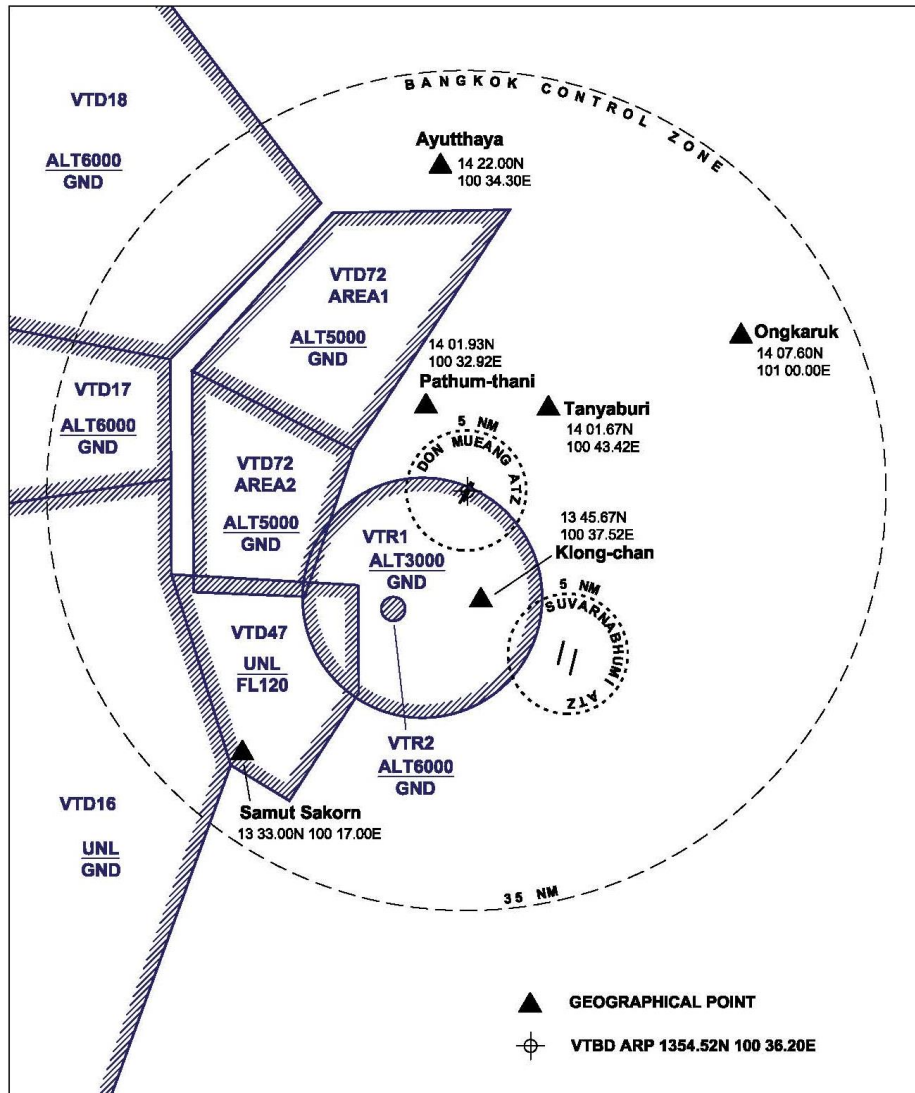 BANGKOK CONTROL ZONE
VTD18
ALT6000
GND
Ayutthaya
14 22.00N
100 34.30E
VTD72
AREA1
ALT5000
GND
Ongkaruk
14 07.60N
101 00.00E
14 01.93N
100 32.92E
Pathum-thani
VTD17
ALT6000
GND
Tanyaburi
14 01.67N
100 43.42E
5 NM
DON MUEANG ATZ
VTD72
AREA2
ALT5000
GND
13 45.67N
100 37.52E
Klong-chan
VTR1
ALT3000
GND
5 NM
SUVARNABHUMI ATZ
VTD47
UNL
FL120
VTR2
ALT6000
GND
Samut Sakorn
13 33.00N 100 17.00E
VTD16
UNL
GND
35 NM
GEOGRAPHICAL POINT
VTBD ARP 1354.52N 100 36.20E